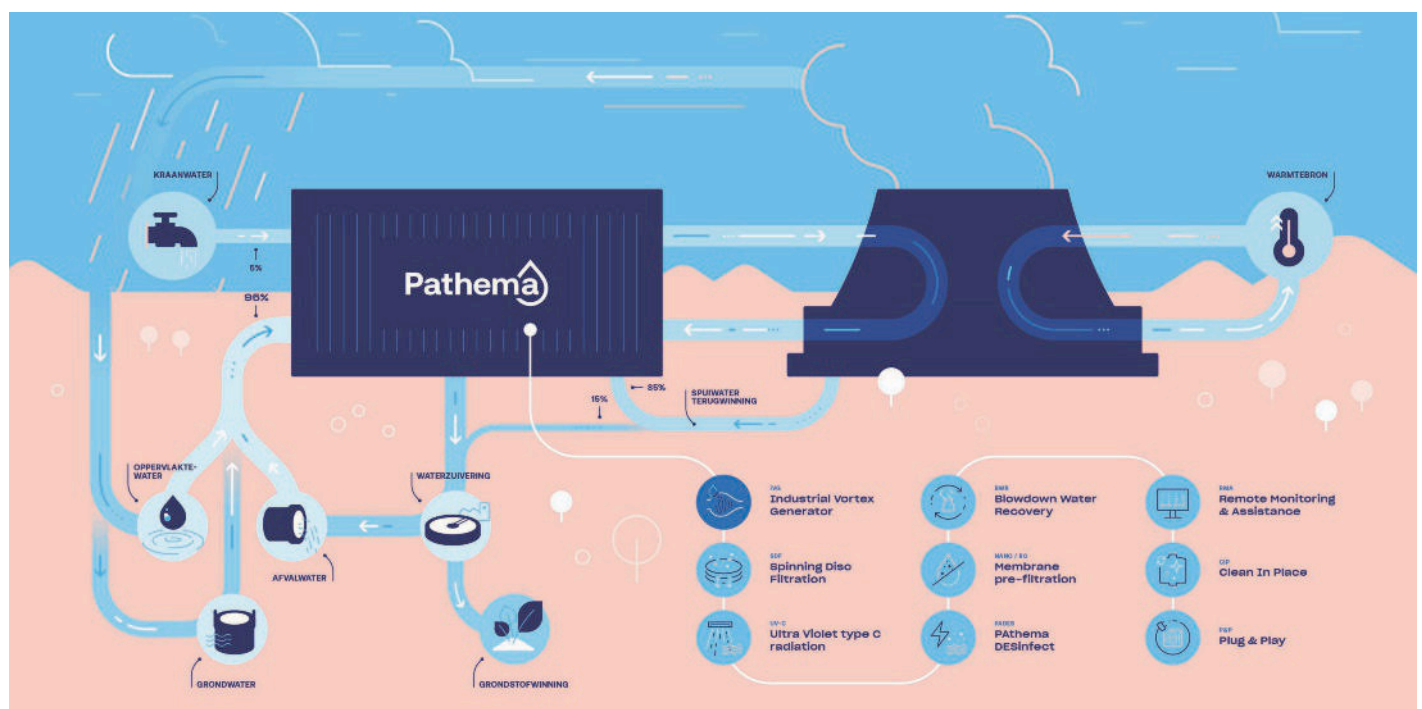 KRAANWATER
WARMTEBRON
5%
95%
Pathema
85%
15%
SPUIWATER
TERUGWINNING
OPPERVLAKTE-
WATER
WATERZUIVERING
AFVALWATER
GRONDWATER
GRONDSTOFWINNING
Industrial Vortex
Generator
SDF
Spinning Disc
Filtration
UV-C
Ultra Violet type C
radiation
BWR
Blowdown Water
Recovery
Membrane
pre-filtration
PADES
PAthema
DESinfect
RMA
Remote Monitoring
& Assistance
CIP
Clean In Place
P&P
Plug & Play